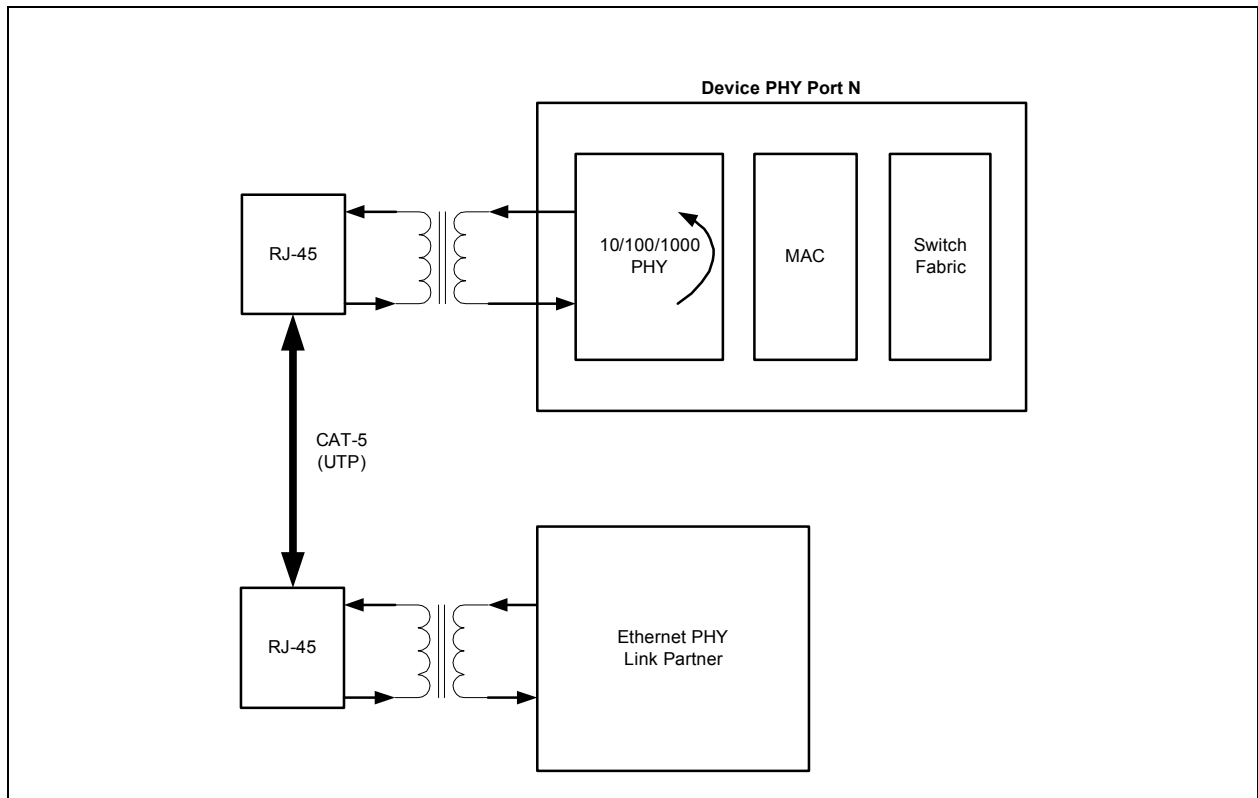 Device PHY Port N
RJ-45
10/100/1000
PHY
MAC
Switch
Fabric
CAT-5
(UTP)
RJ-45
Ethernet PHY
Link Partner